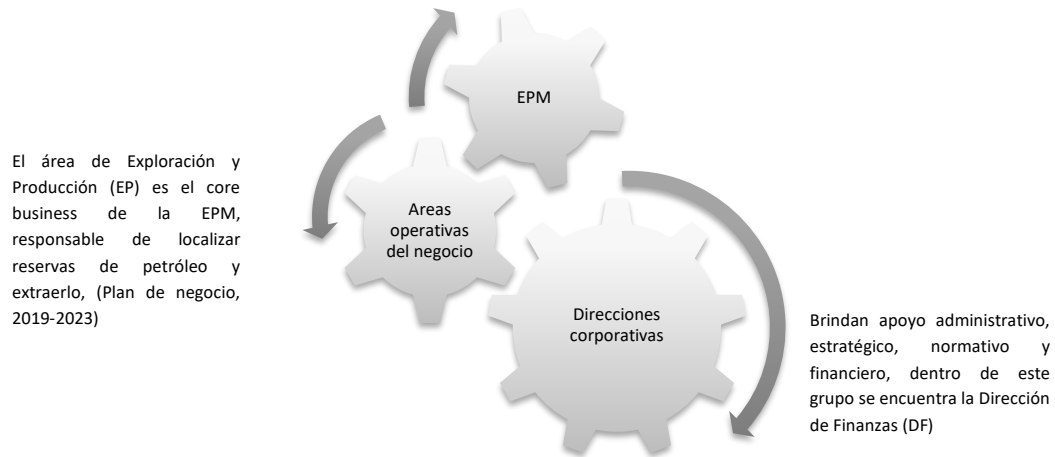 EPM
El área de Exploración y
Producción (EP) es el core
business de la EPM,
responsable de localizar
reservas de petróleo y
extraerlo, (Plan de negocio,
2019-2023)
Areas
operativas
del negocio
Direcciones
corporativas
Brindan apoyo administrativo,
estratégico, normativo y
financiero, dentro de este
grupo se encuentra la Dirección
de Finanzas (DF)